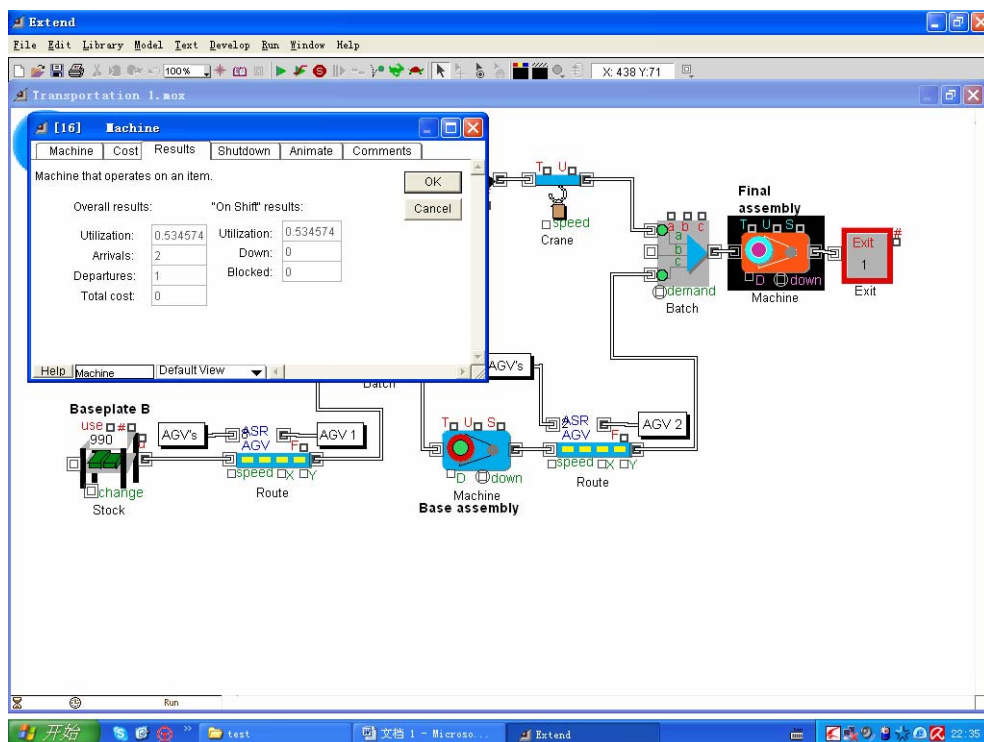 Extend
File Edit Library Model Text Develop Run Window Help
100%
X: 438 Y:71
Transportation 1.mox
[16] Machine
Machine Cost Results Shutdown Animate Comments
Machine that operates on an item.
OK
Cancel
Overall results:
"On Shift" results:
Utilization: 0.534574
Utilization: 0.534574
Arrivals: 2
Down: 0
Departures: 1
Blocked: 0
Total cost: 0
Help Machine Default View
T U
speed
Crane
a b c
a
b
c
demand
Batch
Final
assembly
T U S
D down
Machine
#
Exit
1
Exit
Batch
AGV's
Baseplate B
use #
990
change
Stock
AGV's
ASR
AGV
F
AGV 1
speed X Y
Route
T U S
D down
Machine
Base assembly
2
ASR
AGV
F
AGV 2
speed X Y
Route
Run
开始
test
文档 1 - Microso...
Extend
22:35